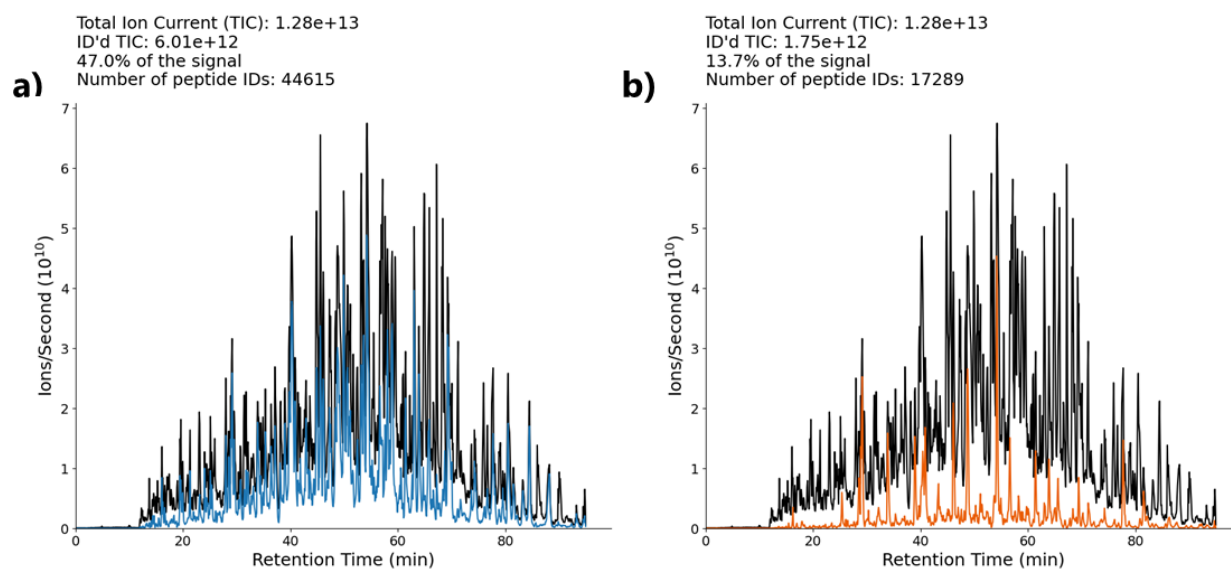 Total Ion Current (TIC): 1.28e+13
ID'd TIC: 6.01e+12
47.0% of the signal
Number of peptide IDs: 44615
a)
7
6
5
4
3
2
1
0
Ions/Second (10¹⁰)
0 20 40 60 80
Retention Time (min)
Total Ion Current (TIC): 1.28e+13
ID'd TIC: 1.75e+12
13.7% of the signal
Number of peptide IDs: 17289
b)
7
6
5
4
3
2
1
0
Ions/Second (10¹⁰)
0 20 40 60 80
Retention Time (min)